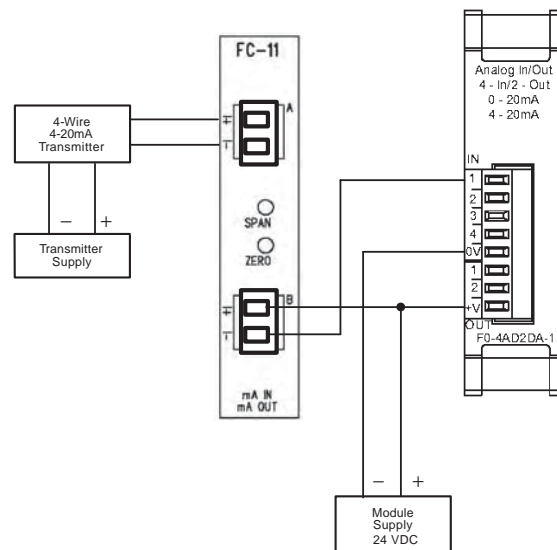 FC-11
A
+
−
SPAN
ZERO
B
+
−
mA IN
mA OUT
4-Wire
4-20mA
Transmitter
− +
Transmitter
Supply
Analog In/Out
4 - In/2 - Out
0 - 20mA
4 - 20mA
IN
1
2
3
4
0V
1
2
+V
OUT
F0-4AD2DA-1
− +
Module
Supply
24 VDC